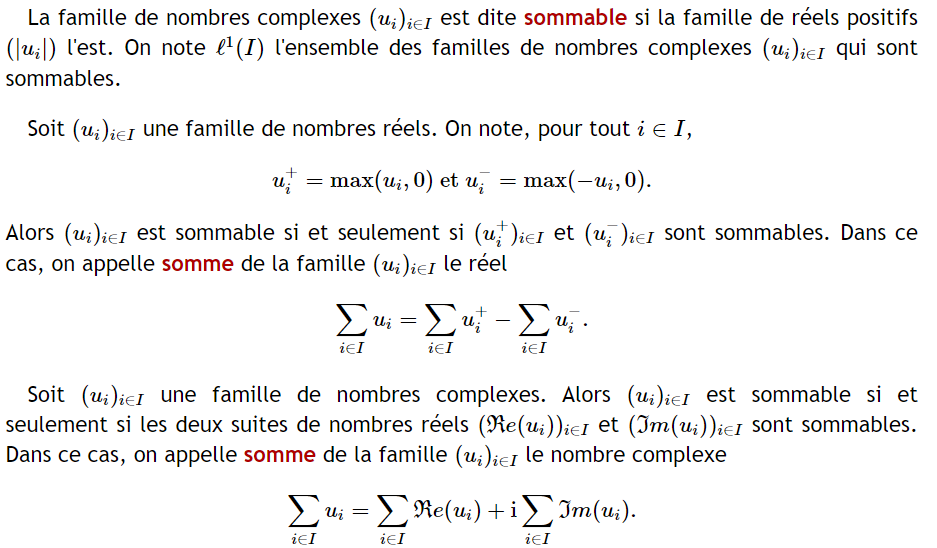 La famille de nombres complexes $(u_i)_{i\in I}$ est dite sommable si la famille de réels positifs
$(|u_i|)$ l'est. On note $\ell^1(I)$ l'ensemble des familles de nombres complexes $(u_i)_{i\in I}$ qui sont
sommables.
Soit $(u_i)_{i\in I}$ une famille de nombres réels. On note, pour tout $i \in I$,
$u_i^+ = \max(u_i, 0)$ et $u_i^- = \max(-u_i, 0).$
Alors $(u_i)_{i\in I}$ est sommable si et seulement si $(u_i^+)_{i\in I}$ et $(u_i^-)_{i\in I}$ sont sommables. Dans ce
cas, on appelle somme de la famille $(u_i)_{i\in I}$ le réel
$\sum_{i\in I} u_i = \sum_{i\in I} u_i^+ - \sum_{i\in I} u_i^-.$
Soit $(u_i)_{i\in I}$ une famille de nombres complexes. Alors $(u_i)_{i\in I}$ est sommable si et
seulement si les deux suites de nombres réels $(\Re e(u_i))_{i\in I}$ et $(\Im m(u_i))_{i\in I}$ sont sommables.
Dans ce cas, on appelle somme de la famille $(u_i)_{i\in I}$ le nombre complexe
$\sum_{i\in I} u_i = \sum_{i\in I} \Re e(u_i) + \mathrm{i} \sum_{i\in I} \Im m(u_i).$